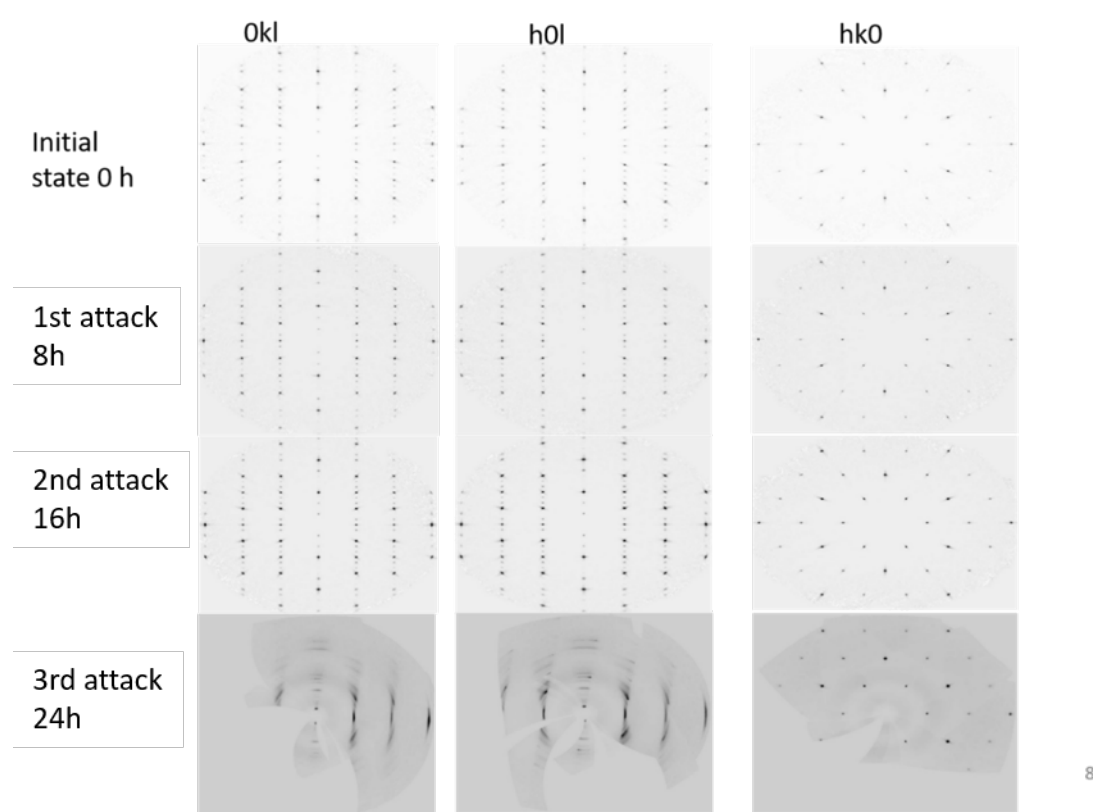 0kl
h0l
hk0
Initial
state 0 h
1st attack
8h
2nd attack
16h
3rd attack
24h
8